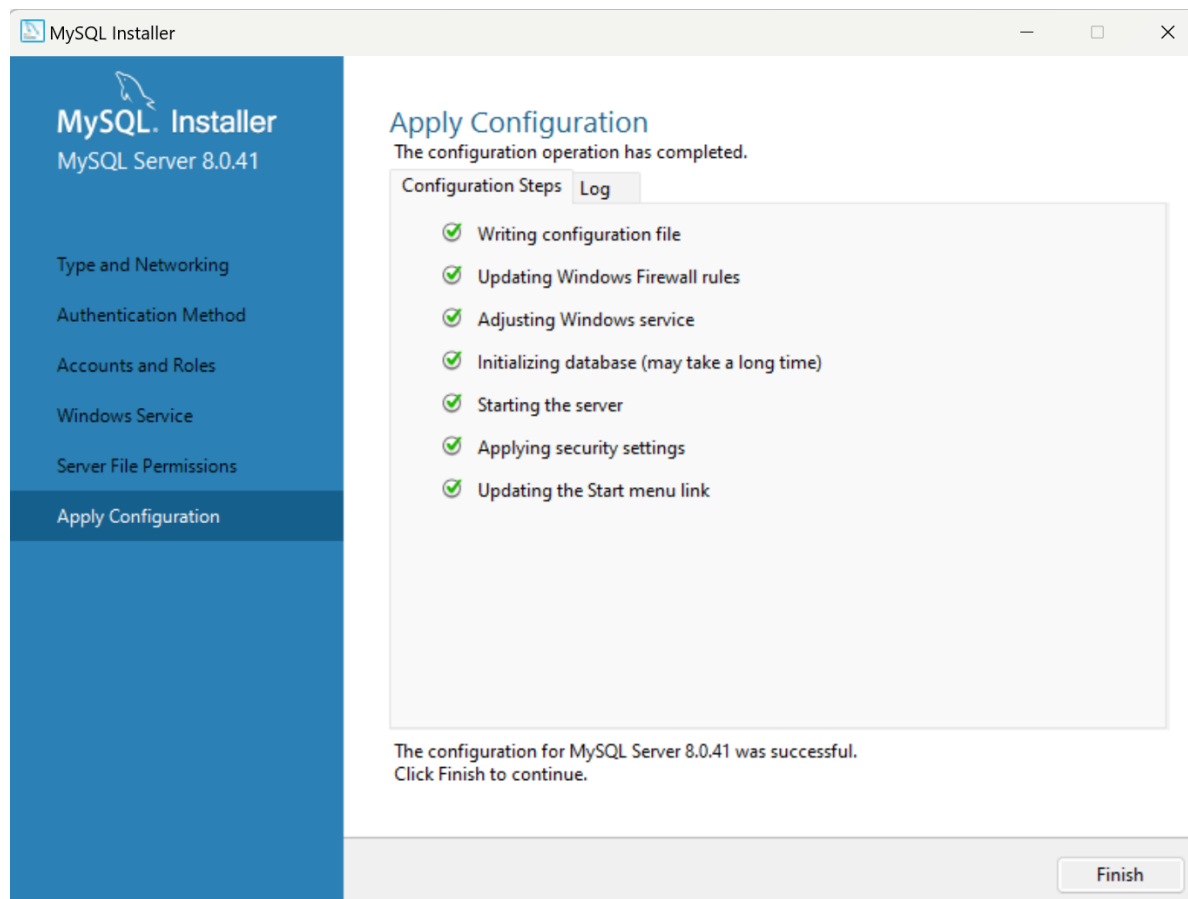 MySQL Installer
MySQL. Installer
MySQL Server 8.0.41
Type and Networking
Authentication Method
Accounts and Roles
Windows Service
Server File Permissions
Apply Configuration
Apply Configuration
The configuration operation has completed.
Configuration Steps
Log
Writing configuration file
Updating Windows Firewall rules
Adjusting Windows service
Initializing database (may take a long time)
Starting the server
Applying security settings
Updating the Start menu link
The configuration for MySQL Server 8.0.41 was successful.
Click Finish to continue.
Finish